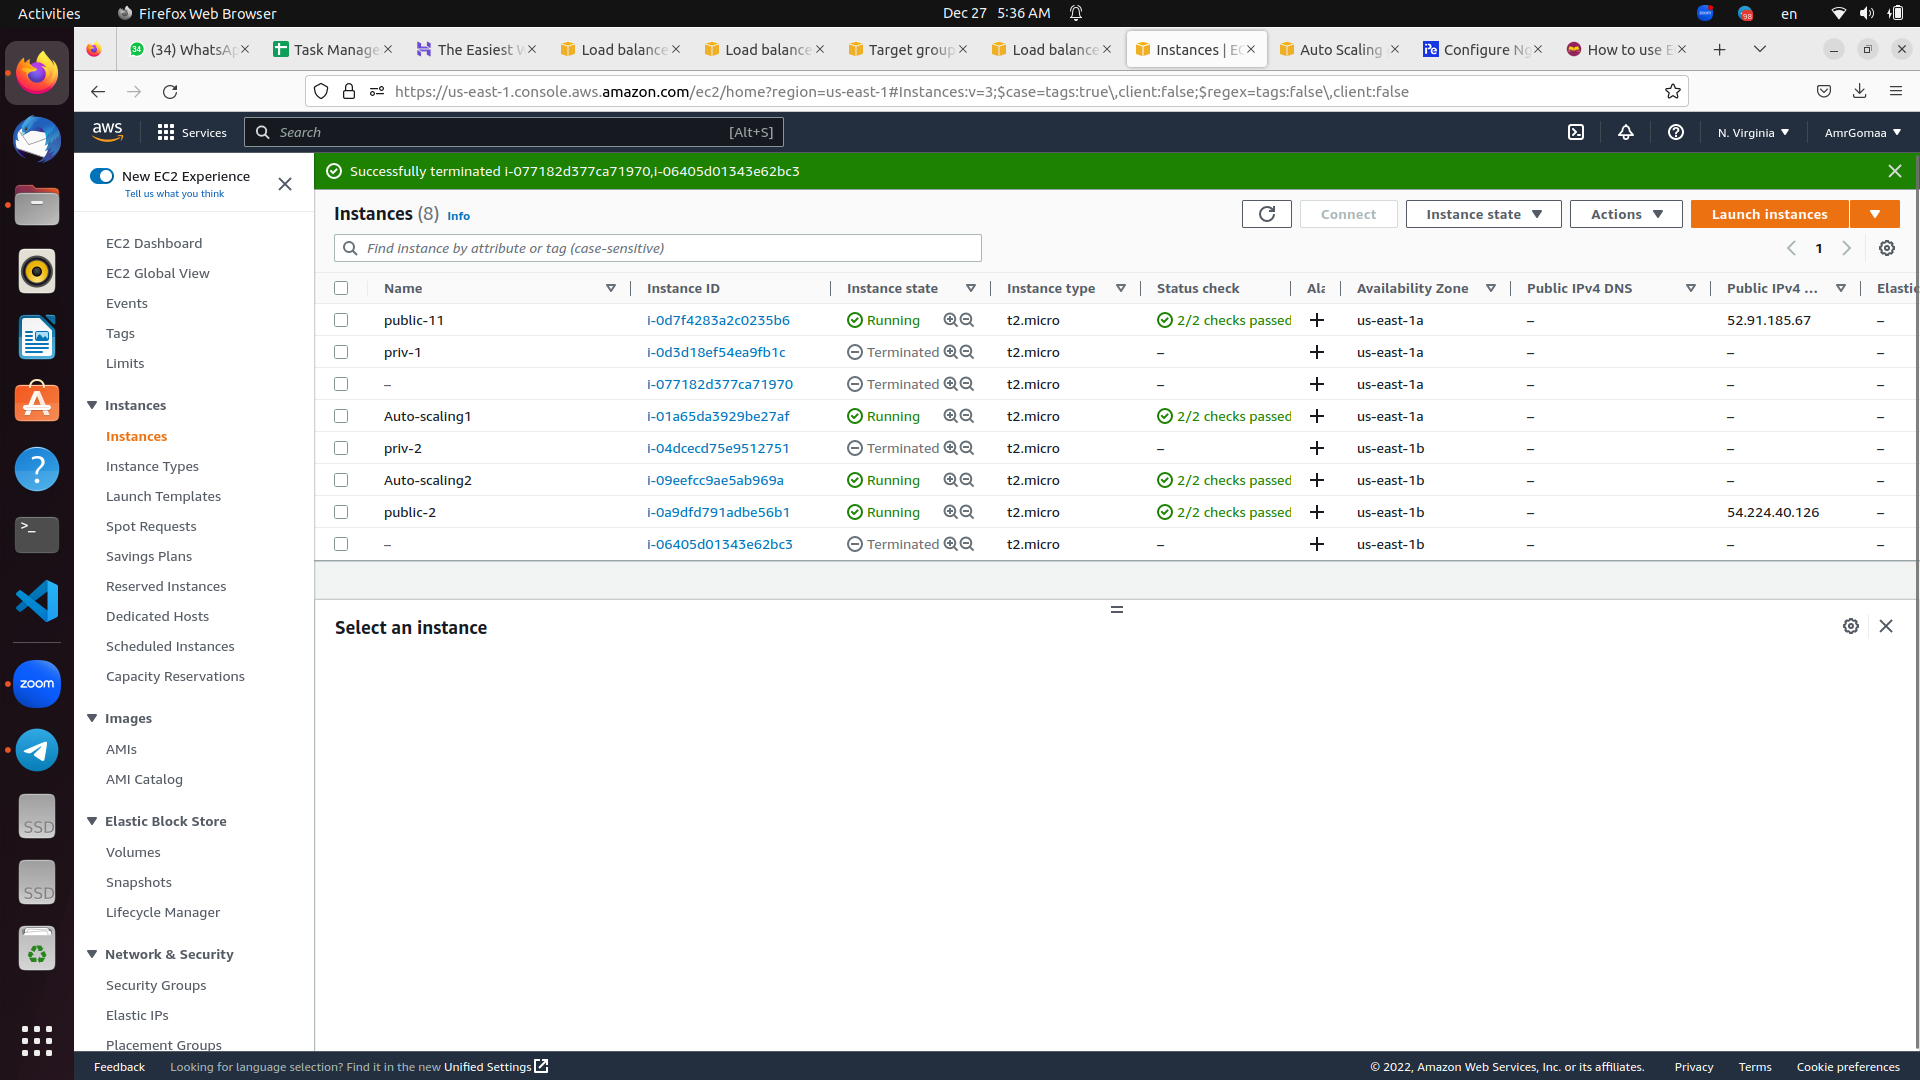 Activities Firefox Web Browser Dec 27 5:36 AM en
(34) WhatsAp Task Manage The Easiest W Load balance Load balance Target group Load balance Instances | EC Auto Scaling Configure Ng How to use E
https://us-east-1.console.aws.amazon.com/ec2/home?region=us-east-1#Instances:v=3;$case=tags:true\,client:false;$regex=tags:false\,client:false
aws Services Search [Alt+S] N. Virginia AmrGomaa
New EC2 Experience
Tell us what you think
EC2 Dashboard
EC2 Global View
Events
Tags
Limits
Instances
Instances
Instance Types
Launch Templates
Spot Requests
Savings Plans
Reserved Instances
Dedicated Hosts
Scheduled Instances
Capacity Reservations
Images
AMIs
AMI Catalog
Elastic Block Store
Volumes
Snapshots
Lifecycle Manager
Network & Security
Security Groups
Elastic IPs
Placement Groups
zoom
SSD
SSD
Successfully terminated i-077182d377ca71970,i-06405d01343e62bc3
Instances (8) Info Connect Instance state Actions Launch instances
Find instance by attribute or tag (case-sensitive) 1
Name Instance ID Instance state Instance type Status check Ala Availability Zone Public IPv4 DNS Public IPv4 ... Elastic
public-11 i-0d7f4283a2c0235b6 Running t2.micro 2/2 checks passed + us-east-1a – 52.91.185.67 –
priv-1 i-0d3d18ef54ea9fb1c Terminated t2.micro – + us-east-1a – – –
– i-077182d377ca71970 Terminated t2.micro – + us-east-1a – – –
Auto-scaling1 i-01a65da3929be27af Running t2.micro 2/2 checks passed + us-east-1a – – –
priv-2 i-04dcecd75e9512751 Terminated t2.micro – + us-east-1b – – –
Auto-scaling2 i-09eefcc9ae5ab969a Running t2.micro 2/2 checks passed + us-east-1b – – –
public-2 i-0a9dfd791adbe56b1 Running t2.micro 2/2 checks passed + us-east-1b – 54.224.40.126 –
– i-06405d01343e62bc3 Terminated t2.micro – + us-east-1b – – –
Select an instance
Feedback Looking for language selection? Find it in the new Unified Settings © 2022, Amazon Web Services, Inc. or its affiliates. Privacy Terms Cookie preferences